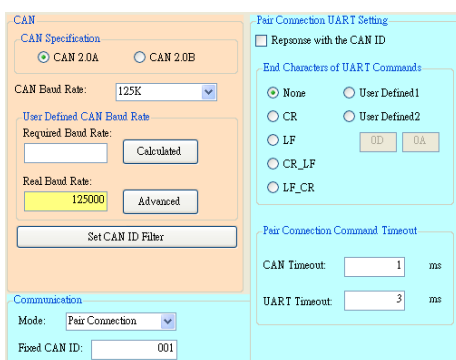 CAN
CAN Specification
CAN 2.0A
CAN 2.0B
CAN Baud Rate:
125K
User Defined CAN Baud Rate
Required Baud Rate:
Calculated
Real Baud Rate:
125000
Advanced
Set CAN ID Filter
Communication
Mode:
Pair Connection
Fixed CAN ID:
001
Pair Connection UART Setting
Repsonse with the CAN ID
End Characters of UART Commands
None
User Defined1
CR
User Defined2
LF
0D
0A
CR_LF
LF_CR
Pair Connection Command Timeout
CAN Timeout:
1
ms
UART Timeout:
3
ms